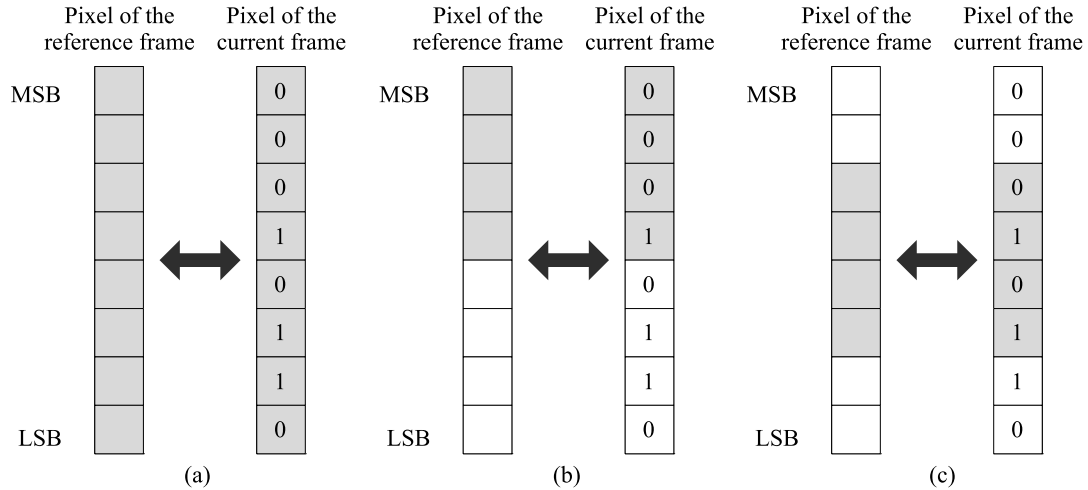 Pixel of the
reference frame
Pixel of the
current frame
MSB
0
0
0
1
0
1
1
0
LSB
(a)
Pixel of the
reference frame
Pixel of the
current frame
MSB
0
0
0
1
0
1
1
0
LSB
(b)
Pixel of the
reference frame
Pixel of the
current frame
MSB
0
0
0
1
0
1
1
0
LSB
(c)